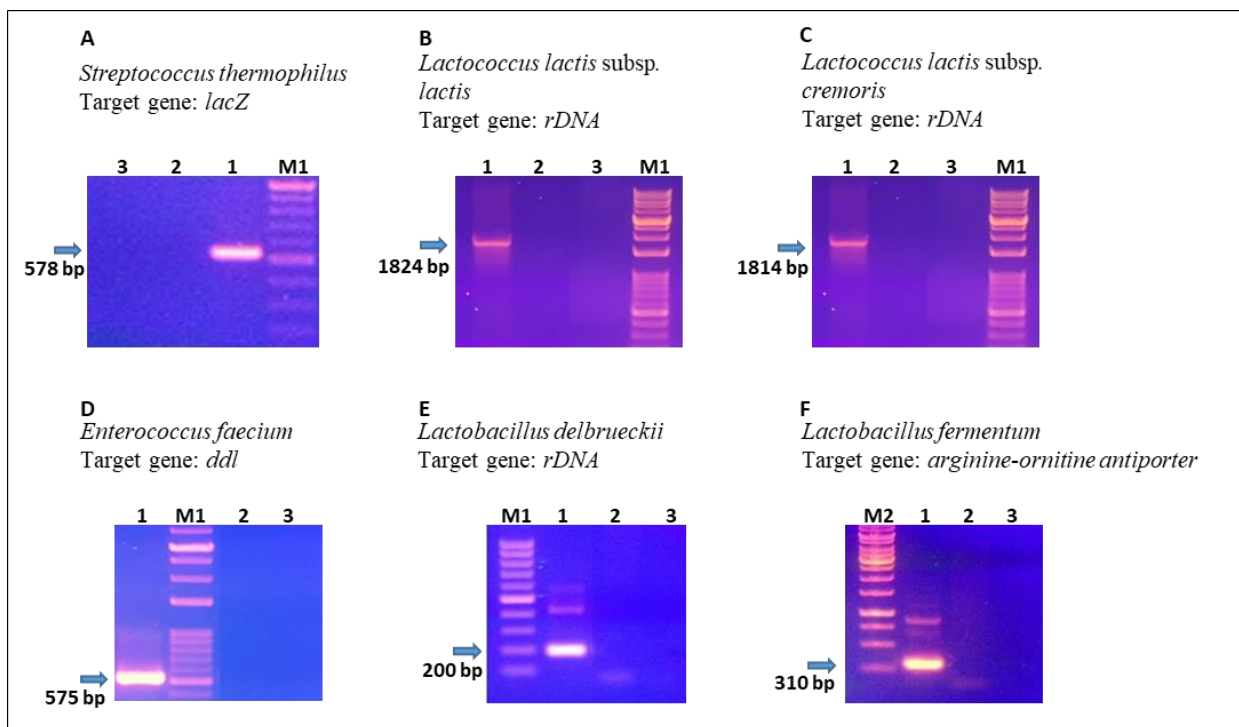 A
Streptococcus thermophilus
Target gene: lacZ
3 2 1 M1
578 bp
B
Lactococcus lactis subsp.
lactis
Target gene: rDNA
1 2 3 M1
1824 bp
C
Lactococcus lactis subsp.
cremoris
Target gene: rDNA
1 2 3 M1
1814 bp
D
Enterococcus faecium
Target gene: ddl
1 M1 2 3
575 bp
E
Lactobacillus delbrueckii
Target gene: rDNA
M1 1 2 3
200 bp
F
Lactobacillus fermentum
Target gene: arginine-ornitine antiporter
M2 1 2 3
310 bp